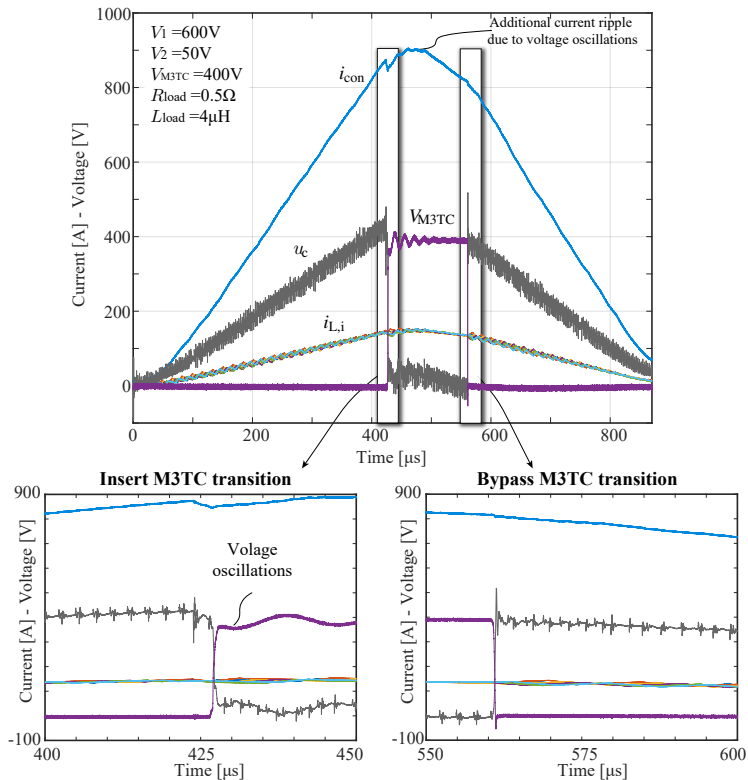 1000
800
600
400
200
0
Current [A] - Voltage [V]
V1 =600V
V2 =50V
VM3TC =400V
Rload =0.5Ω
Lload =4µH
Additional current ripple
due to voltage oscillations
icon
VM3TC
uc
iL,i
0 200 400 600 800
Time [µs]
Insert M3TC transition
900
-100
Current [A] - Voltage [V]
Volage
oscillations
400 425 450
Time [µs]
Bypass M3TC transition
900
-100
Current [A] - Voltage [V]
550 575 600
Time [µs]